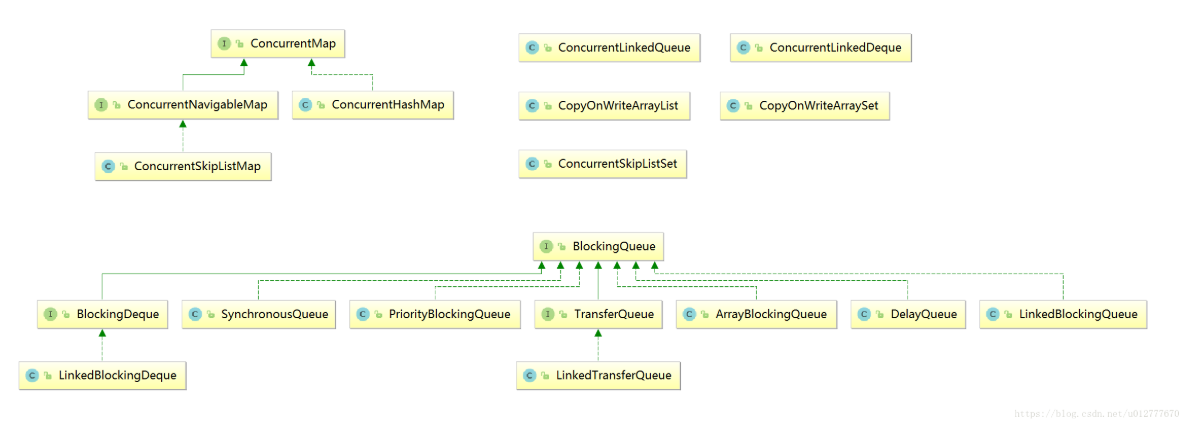 I ConcurrentMap
C ConcurrentLinkedQueue
C ConcurrentLinkedDeque
I ConcurrentNavigableMap
C ConcurrentHashMap
C CopyOnWriteArrayList
C CopyOnWriteArraySet
C ConcurrentSkipListMap
C ConcurrentSkipListSet
I BlockingQueue
I BlockingDeque
C SynchronousQueue
C PriorityBlockingQueue
I TransferQueue
C ArrayBlockingQueue
C DelayQueue
C LinkedBlockingQueue
C LinkedBlockingDeque
C LinkedTransferQueue
https://blog.csdn.net/u012777670